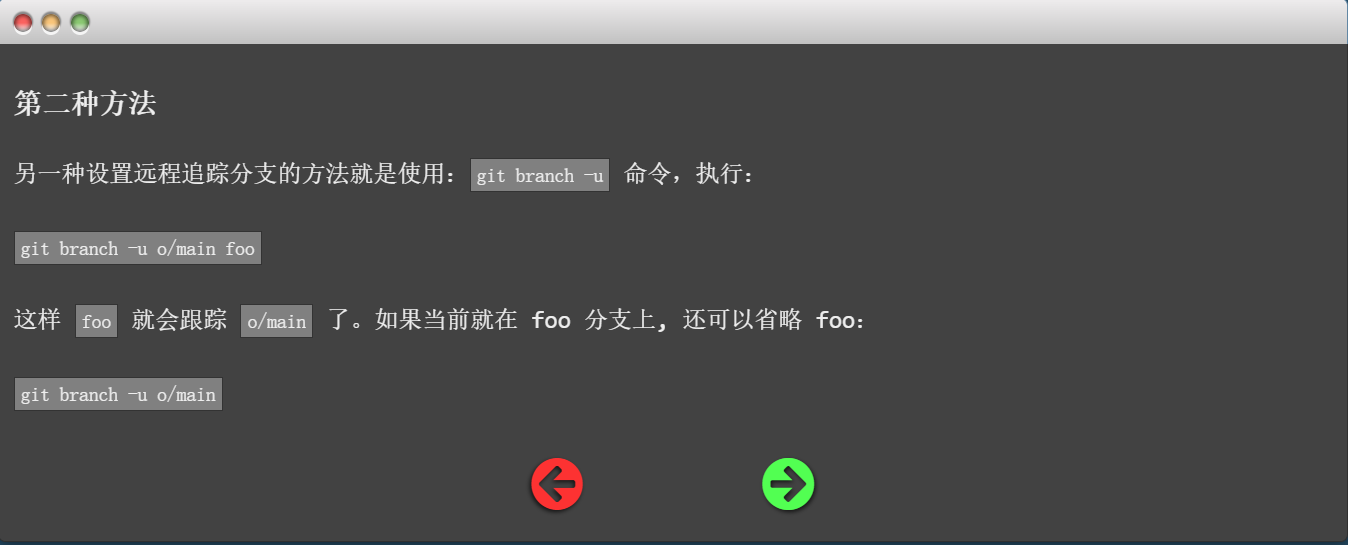 第二种方法
另一种设置远程追踪分支的方法就是使用：git branch -u 命令，执行：
git branch -u o/main foo
这样 foo 就会跟踪 o/main 了。如果当前就在 foo 分支上, 还可以省略 foo：
git branch -u o/main